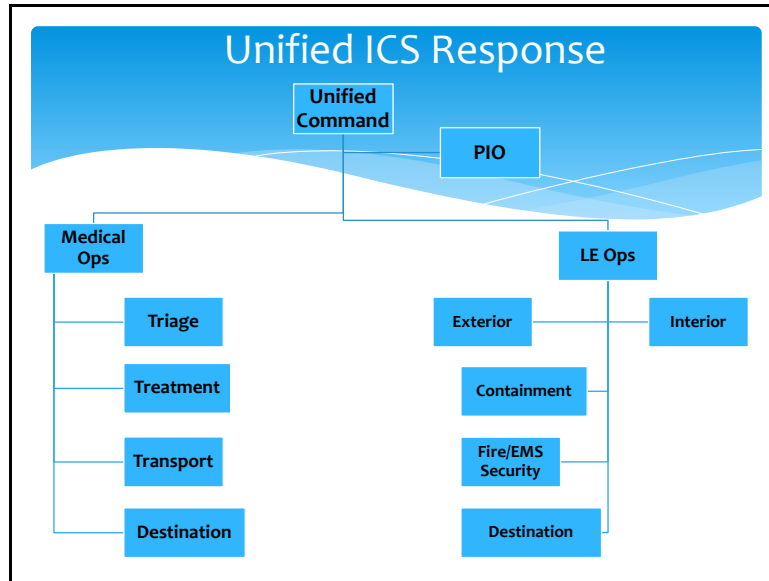 Unified ICS Response
Unified
Command
PIO
Medical
Ops
LE Ops
Triage
Exterior
Interior
Treatment
Containment
Transport
Fire/EMS
Security
Destination
Destination